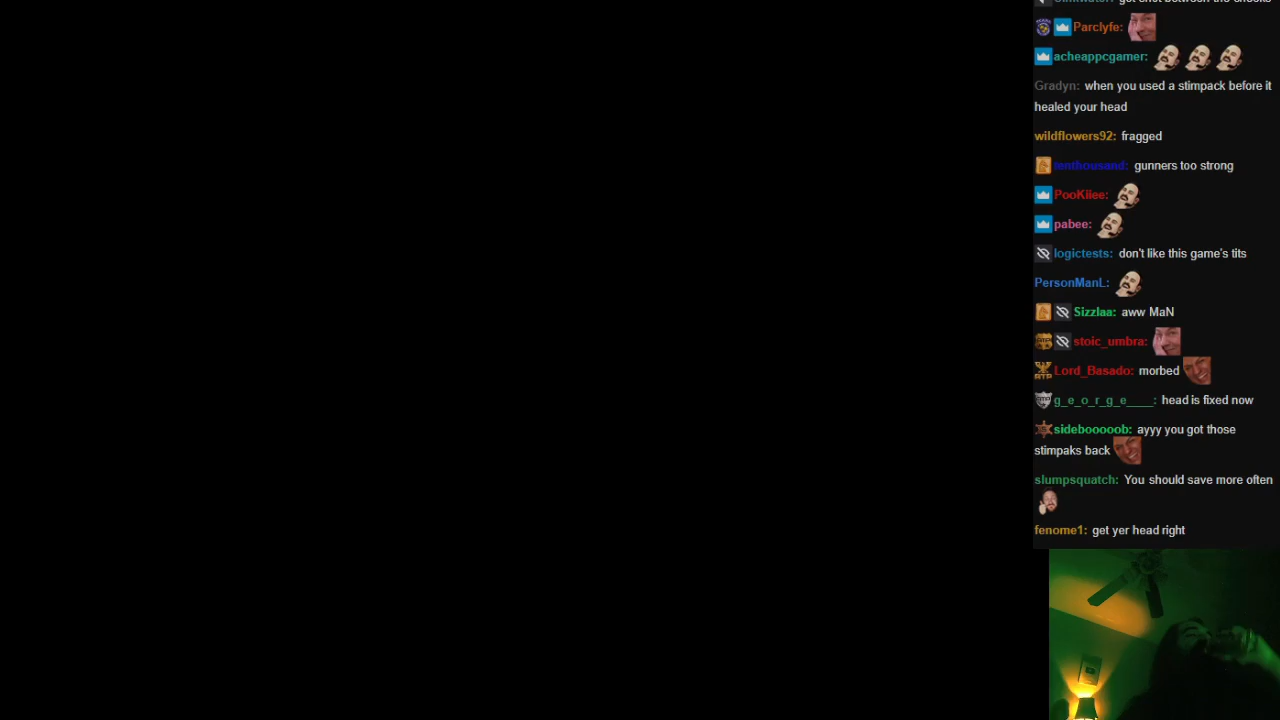 Parclyfe:
acheappcgamer:
Gradyn: when you used a stimpack before it
healed your head
wildflowers92: fragged
tenthousand: gunners too strong
PooKiiee:
pabee:
logictests: don't like this game's tits
PersonManL:
Sizzlaa: aww MaN
stoic_umbra:
Lord_Basado: morbed
g_e_o_r_g_e____: head is fixed now
sidebooooob: ayyy you got those
stimpaks back
slumpsquatch: You should save more often
fenome1: get yer head right